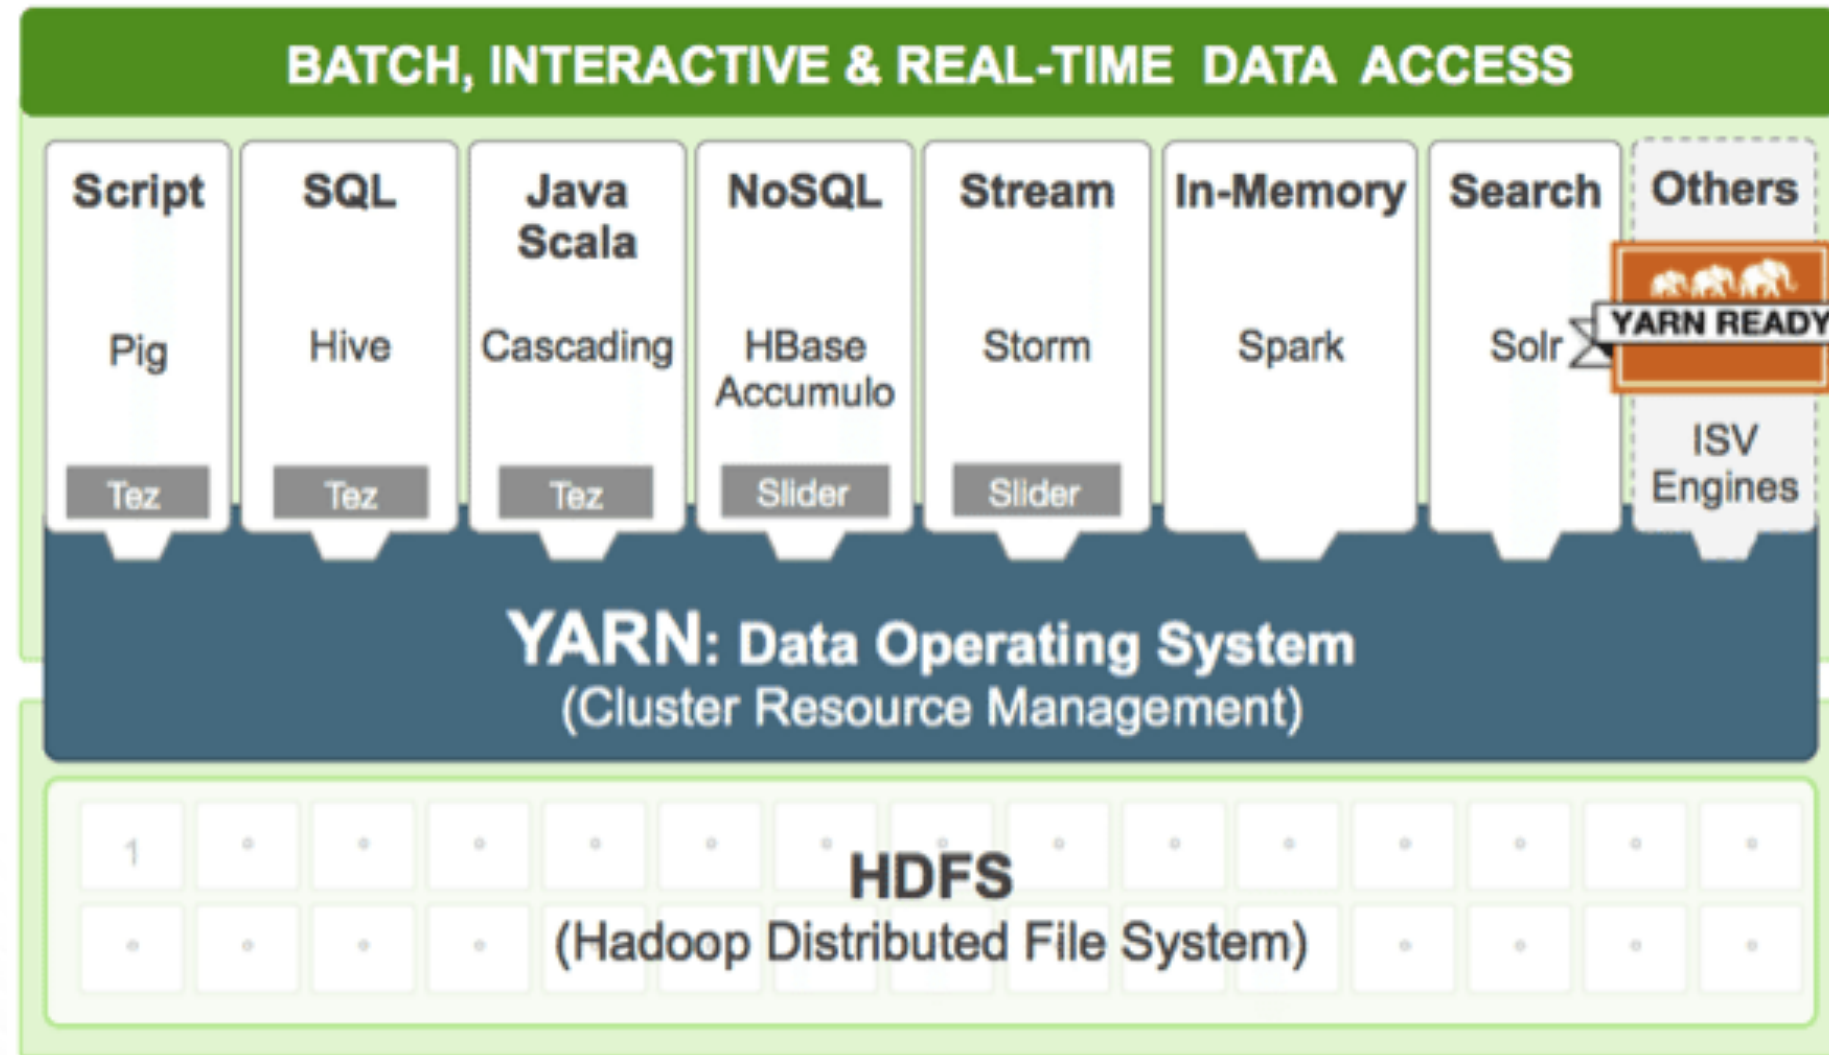 BATCH, INTERACTIVE & REAL-TIME DATA ACCESS
Script
Pig
Tez
SQL
Hive
Tez
Java
Scala
Cascading
Tez
NoSQL
HBase
Accumulo
Slider
Stream
Storm
Slider
In-Memory
Spark
Search
Solr
Others
YARN READY
ISV
Engines
YARN: Data Operating System
(Cluster Resource Management)
1
HDFS
(Hadoop Distributed File System)